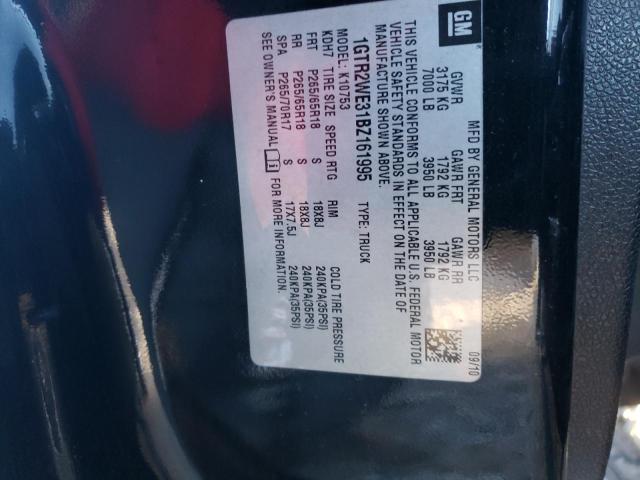 GM
MFD BY GENERAL MOTORS LLC 09/10
GVWR GAWR FRT GAWR RR
3175 KG 1792 KG 1792 KG
7000 LB 3950 LB 3950 LB
THIS VEHICLE CONFORMS TO ALL APPLICABLE U.S. FEDERAL MOTOR
VEHICLE SAFETY STANDARDS IN EFFECT ON THE DATE OF
MANUFACTURE SHOWN ABOVE.
1GTR2WE31BZ161995 TYPE: TRUCK
MODEL: K10753
KDH7 TIRE SIZE SPEED RTG RIM COLD TIRE PRESSURE
FRT P265/65R18 S 18X8J 240KPA(35PSI)
RR P265/65R18 S 18X8J 240KPA(35PSI)
SPA P265/70R17 S 17X7.5J 240KPA(35PSI)
SEE OWNER'S MANUAL FOR MORE INFORMATION.